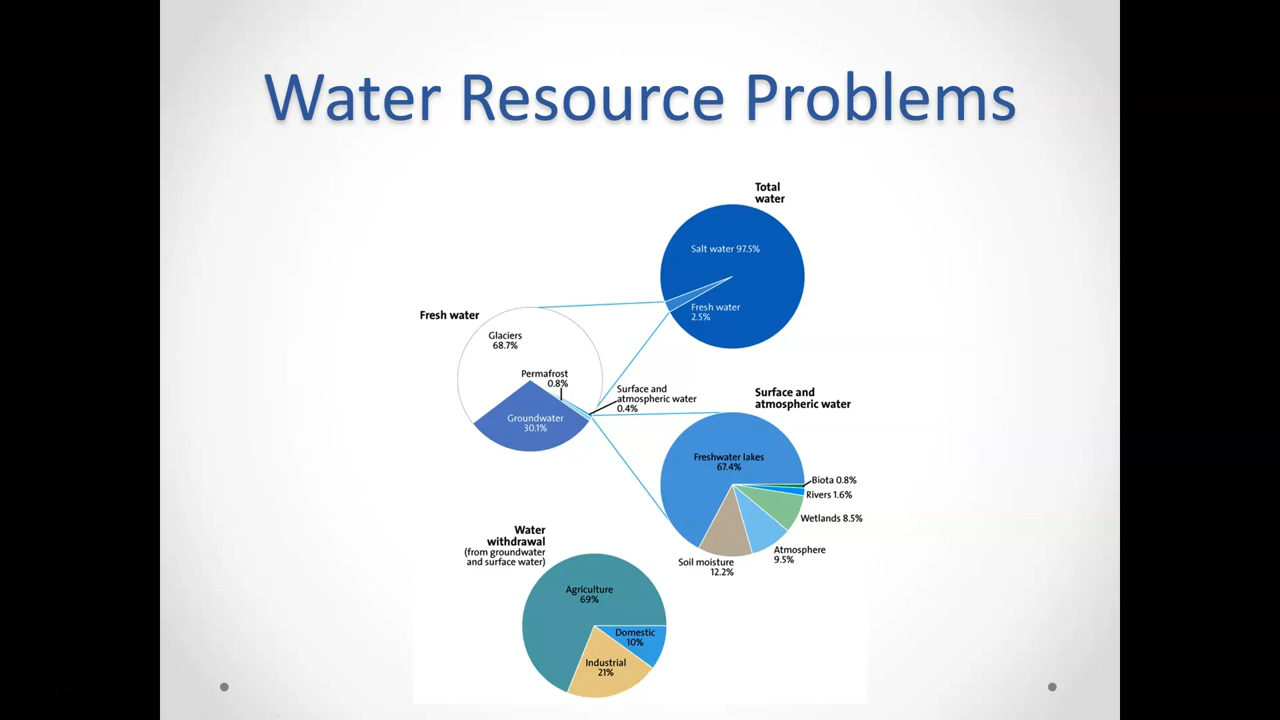 Water Resource Problems
Total
water
Salt water 97.5%
Fresh water
2.5%
Fresh water
Glaciers
68.7%
Permafrost
0.8%
Surface and
atmospheric water
0.4%
Groundwater
30.1%
Surface and
atmospheric water
Freshwater lakes
67.4%
Biota 0.8%
Rivers 1.6%
Wetlands 8.5%
Atmosphere
9.5%
Soil moisture
12.2%
Water
withdrawal
(from groundwater
and surface water)
Agriculture
69%
Domestic
10%
Industrial
21%